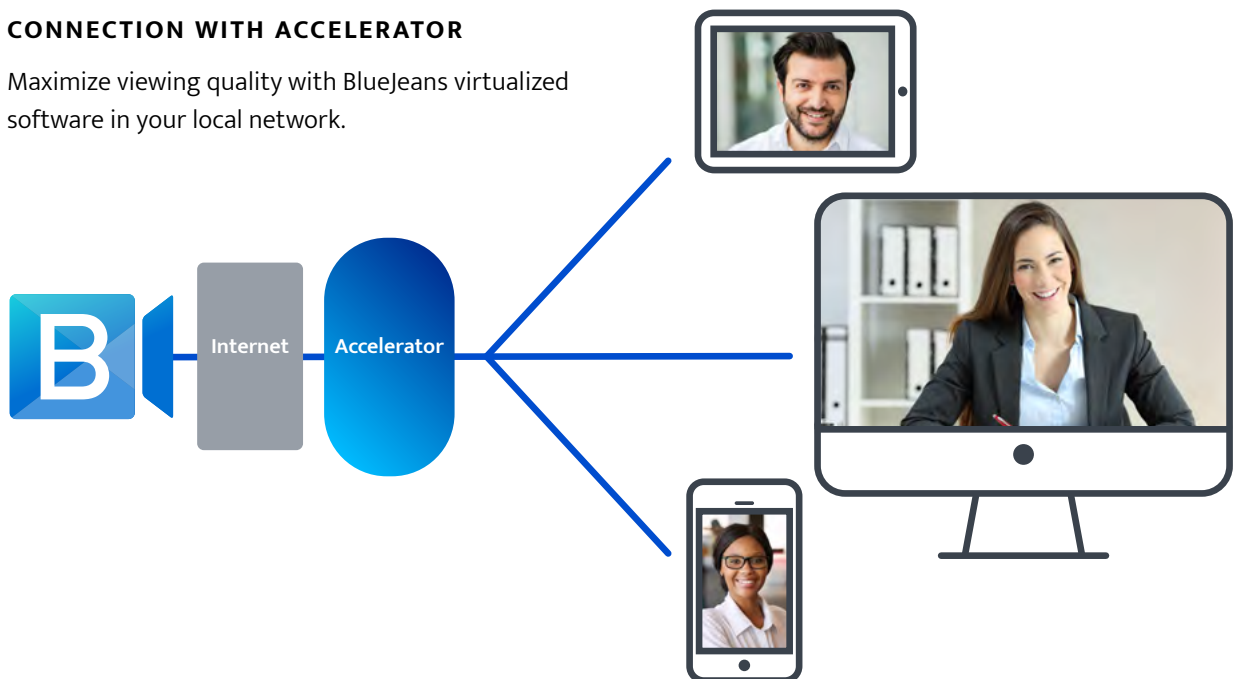 CONNECTION WITH ACCELERATOR
Maximize viewing quality with BlueJeans virtualized
software in your local network.
B
Internet
Accelerator